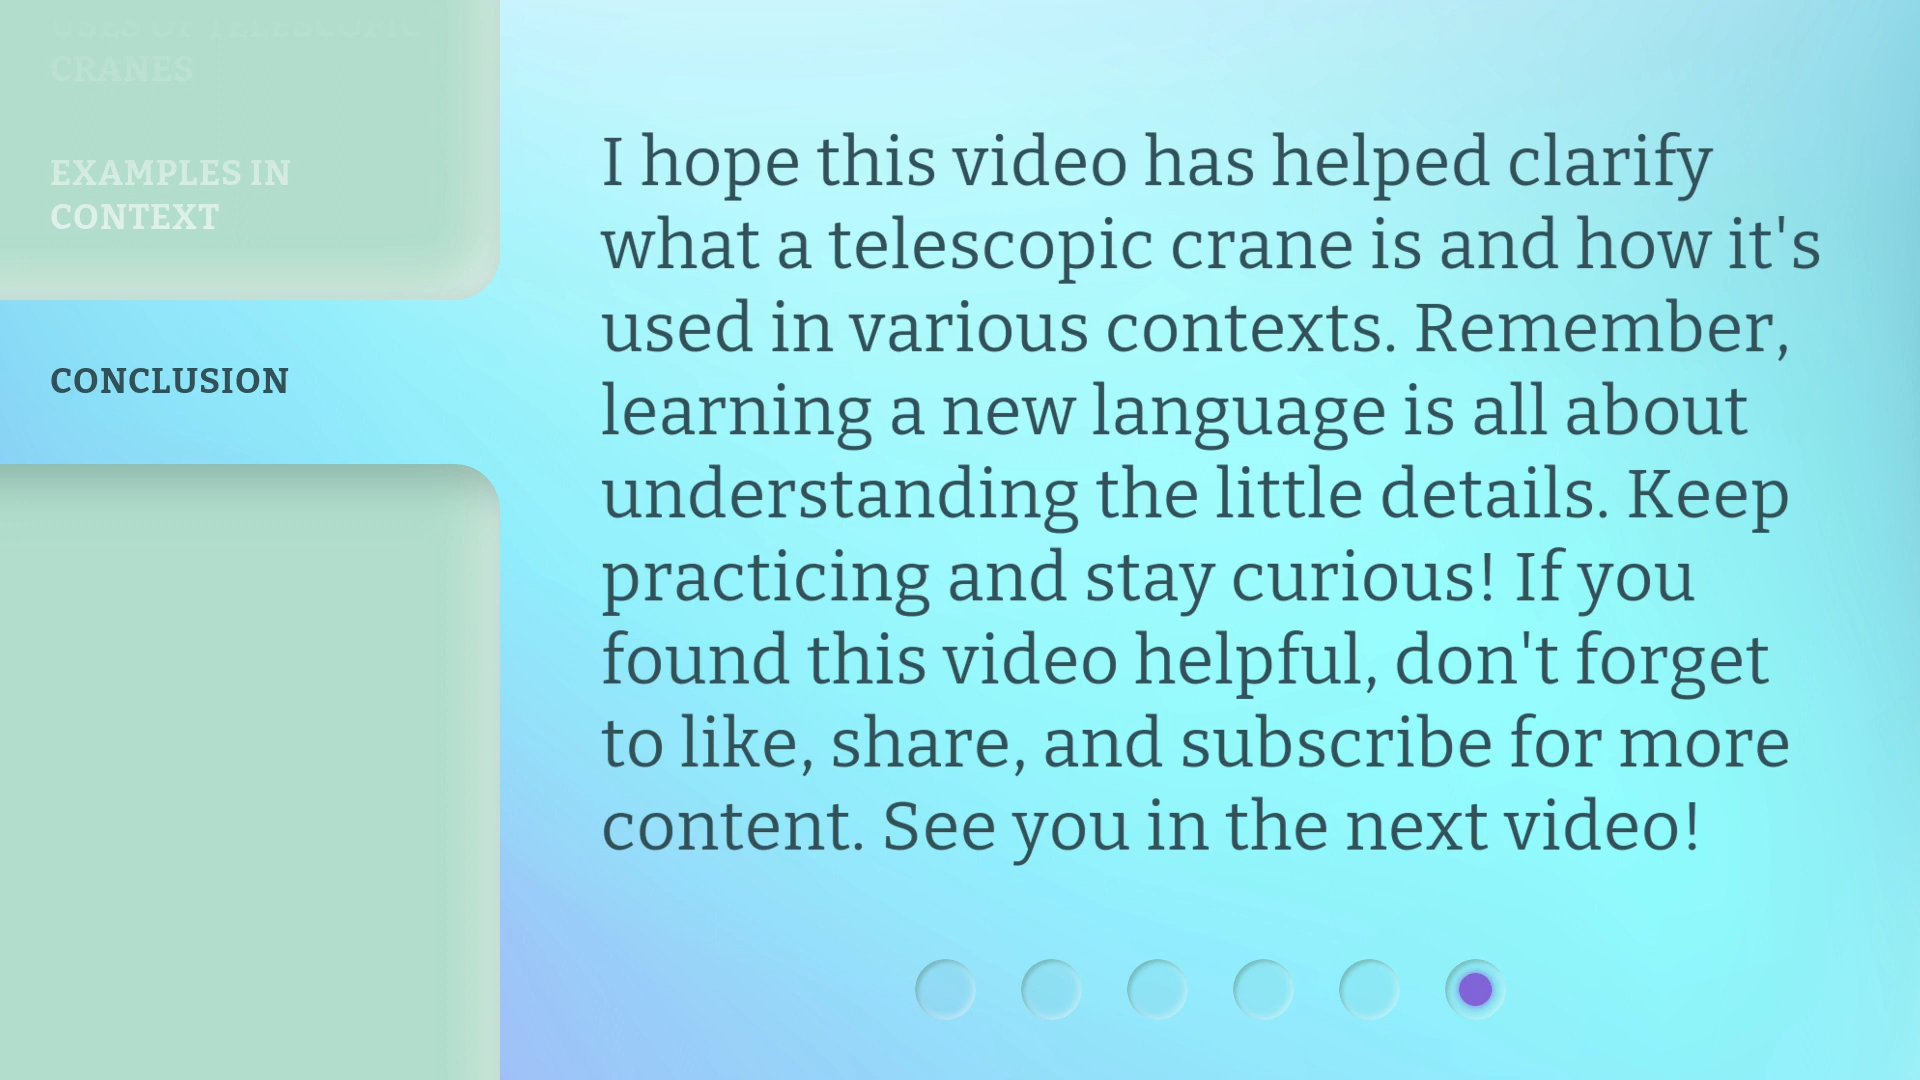 USES OF TELESCOPIC
CRANES
EXAMPLES IN
CONTEXT
CONCLUSION
I hope this video has helped clarify
what a telescopic crane is and how it's
used in various contexts. Remember,
learning a new language is all about
understanding the little details. Keep
practicing and stay curious! If you
found this video helpful, don't forget
to like, share, and subscribe for more
content. See you in the next video!